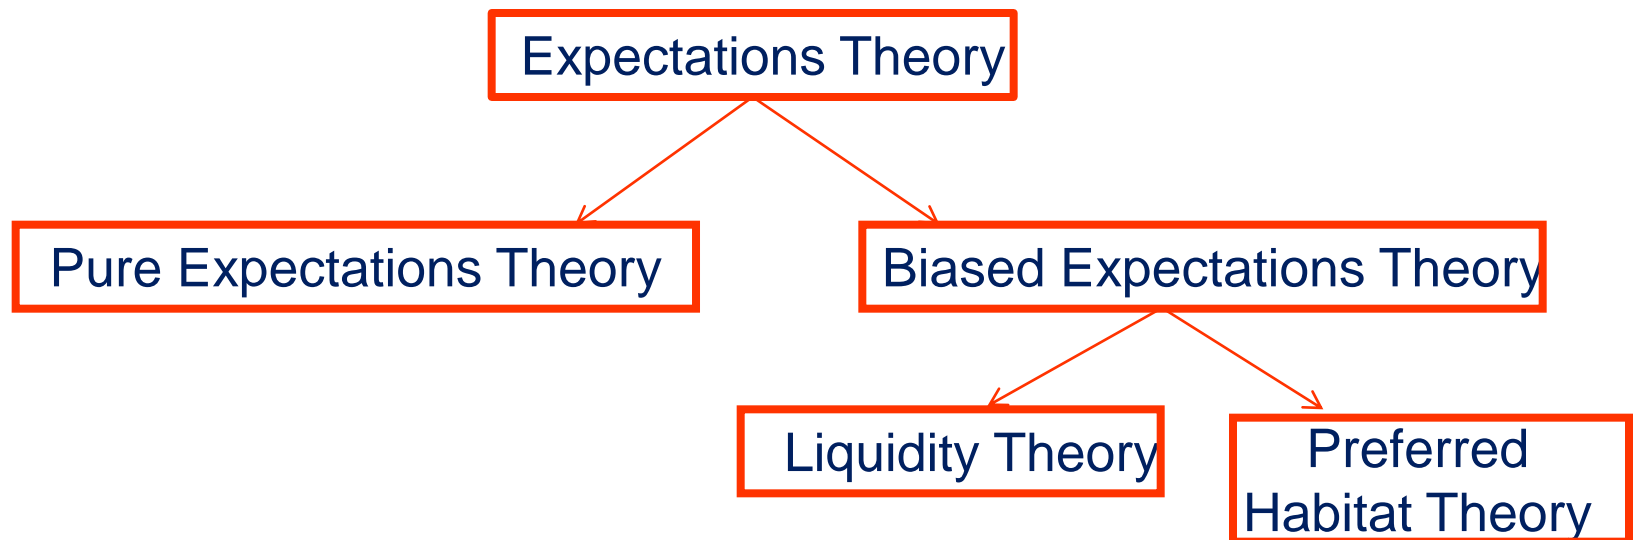 Expectations Theory
Pure Expectations Theory
Biased Expectations Theory
Liquidity Theory
Preferred
Habitat Theory